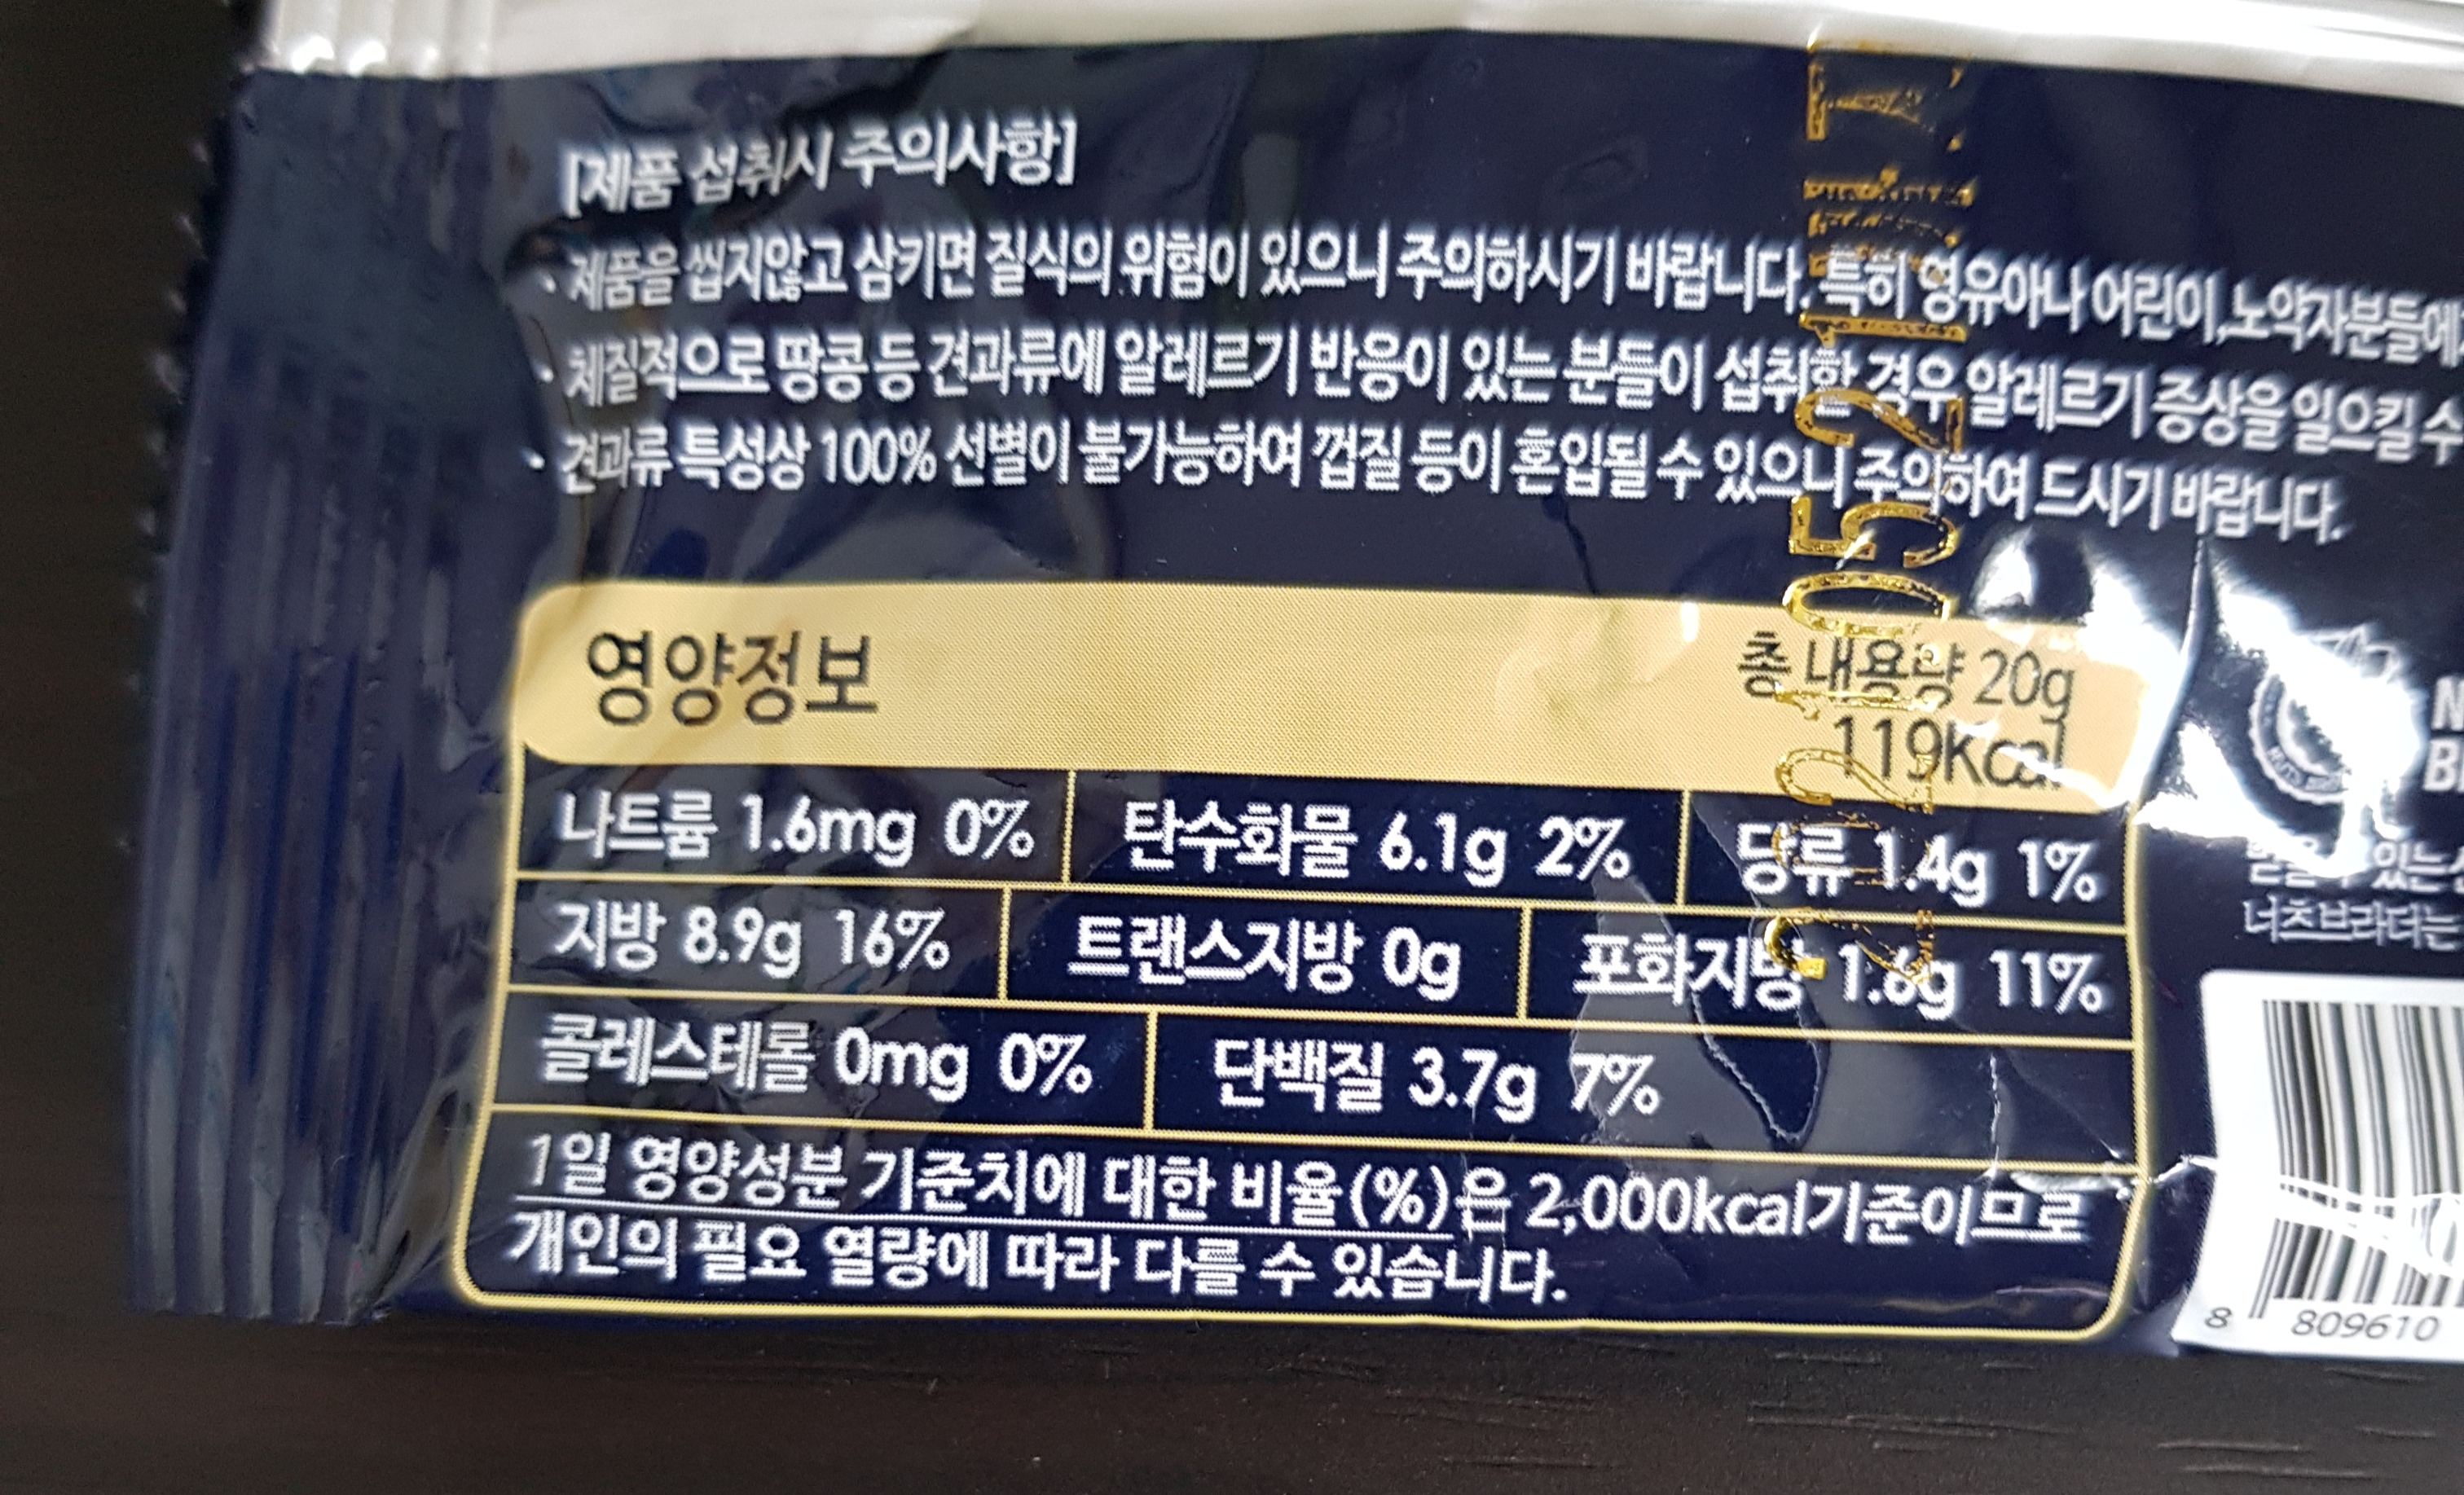 [제품 섭취시 주의사항]
· 제품을 씹지않고 삼키면 질식의 위험이 있으니 주의하시기 바랍니다. 특히 영유아나 어린이, 노약자분들에
· 체질적으로 땅콩 등 견과류에 알레르기 반응이 있는 분들이 섭취할 경우 알레르기 증상을 일으킬 수
· 견과류 특성상 100% 선별이 불가능하여 껍질 등이 혼입될 수 있으니 주의하여 드시기 바랍니다.
영양정보
총 내용량 20g
119Kcal
나트륨 1.6mg 0% 탄수화물 6.1g 2% 당류 1.4g 1%
지방 8.9g 16% 트랜스지방 0g 포화지방 1.6g 11%
콜레스테롤 0mg 0% 단백질 3.7g 7%
1일 영양성분 기준치에 대한 비율(%)은 2,000kcal기준이므로
개인의 필요 열량에 따라 다를 수 있습니다.
있는
너츠브라더는
8 809610